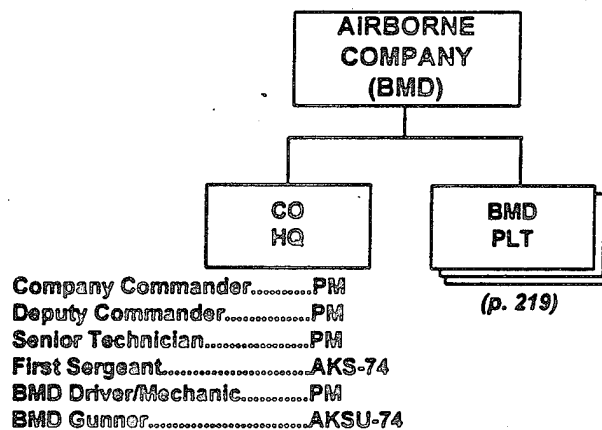 AIRBORNE
COMPANY
(BMD)
CO
HQ
BMD
PLT
(p. 219)
Company Commander...........PM
Deputy Commander...............PM
Senior Technician...................PM
First Sergeant.........................AKS-74
BMD Driver/Mechanic...........PM
BMD Gunner...........................AKSU-74